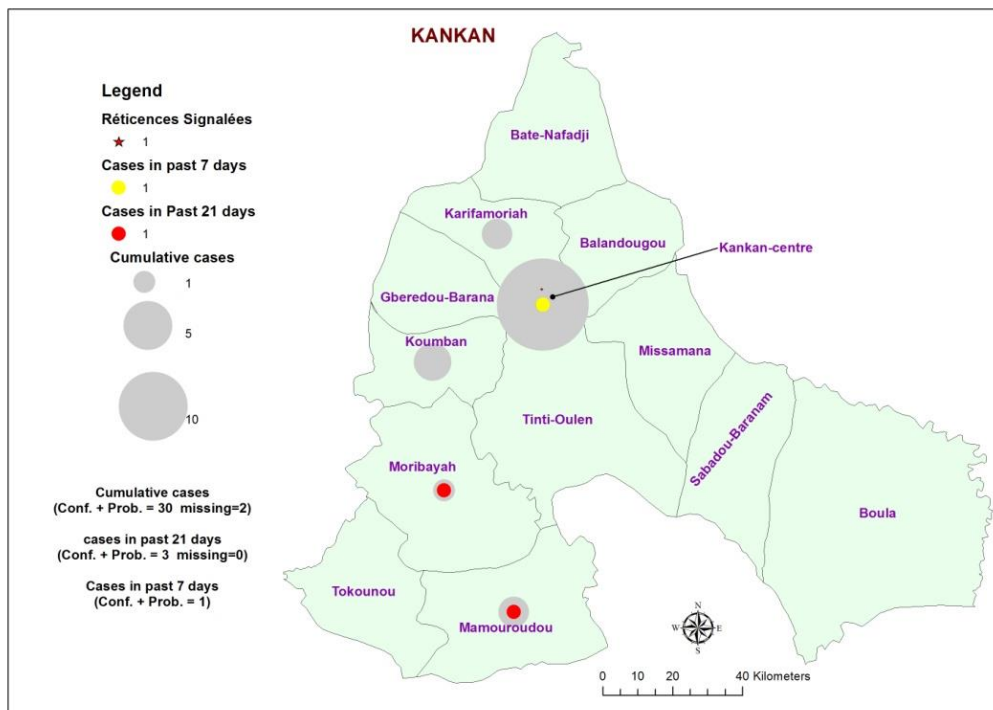 KANKAN
Legend
Réticences Signalées
1
Cases in past 7 days
1
Cases in Past 21 days
1
Cumulative cases
1
5
10
Cumulative cases
(Conf. + Prob. = 30 missing=2)
cases in past 21 days
(Conf. + Prob. = 3 missing=0)
Cases in past 7 days
(Conf. + Prob. = 1)
Bate-Nafadji
Karifamoriah
Balandougou
Kankan-centre
Gberedou-Barana
Koumban
Missamana
Tinti-Oulen
Sabadou-Baranam
Moribayah
Boula
Tokounou
Mamouroudou
N
W E
S
0 10 20 40 Kilometers